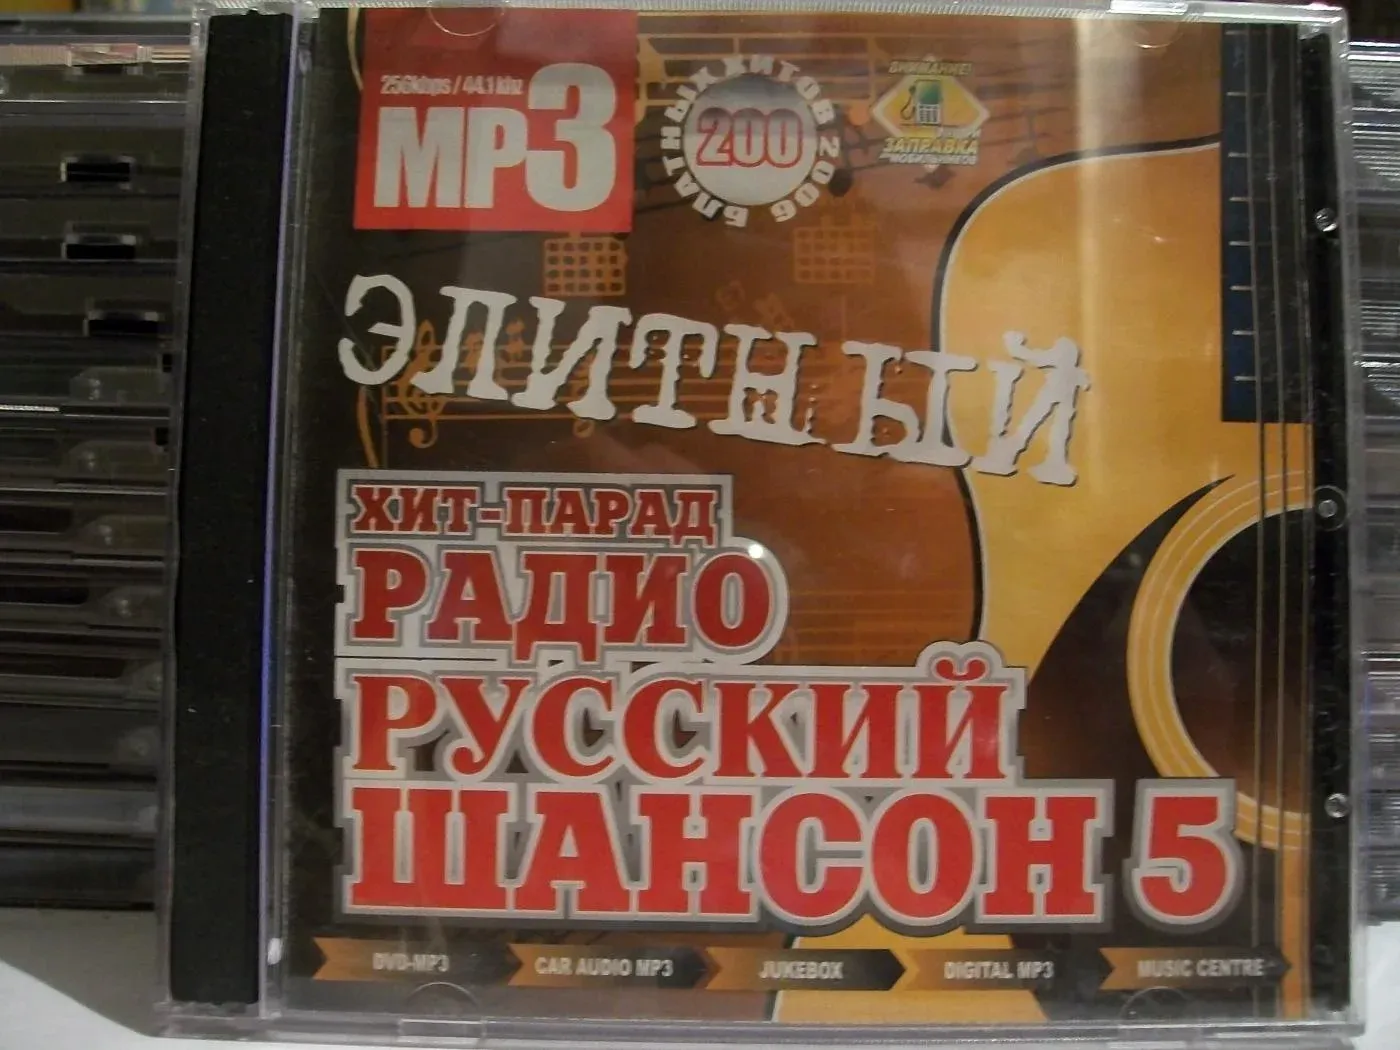 256kbps / 44.1 khz
MP3
200
БЛАТНЫХ ХИТОВ 2006
ВНИМАНИЕ!
ЗАПРАВКА
МОБИЛЬНИКОВ
ЭЛИТНЫЙ
ХИТ-ПАРАД
РАДИО
РУССКИЙ
ШАНСОН 5
DVD-MP3 CAR AUDIO MP3 JUKEBOX DIGITAL MP3 MUSIC CENTRE